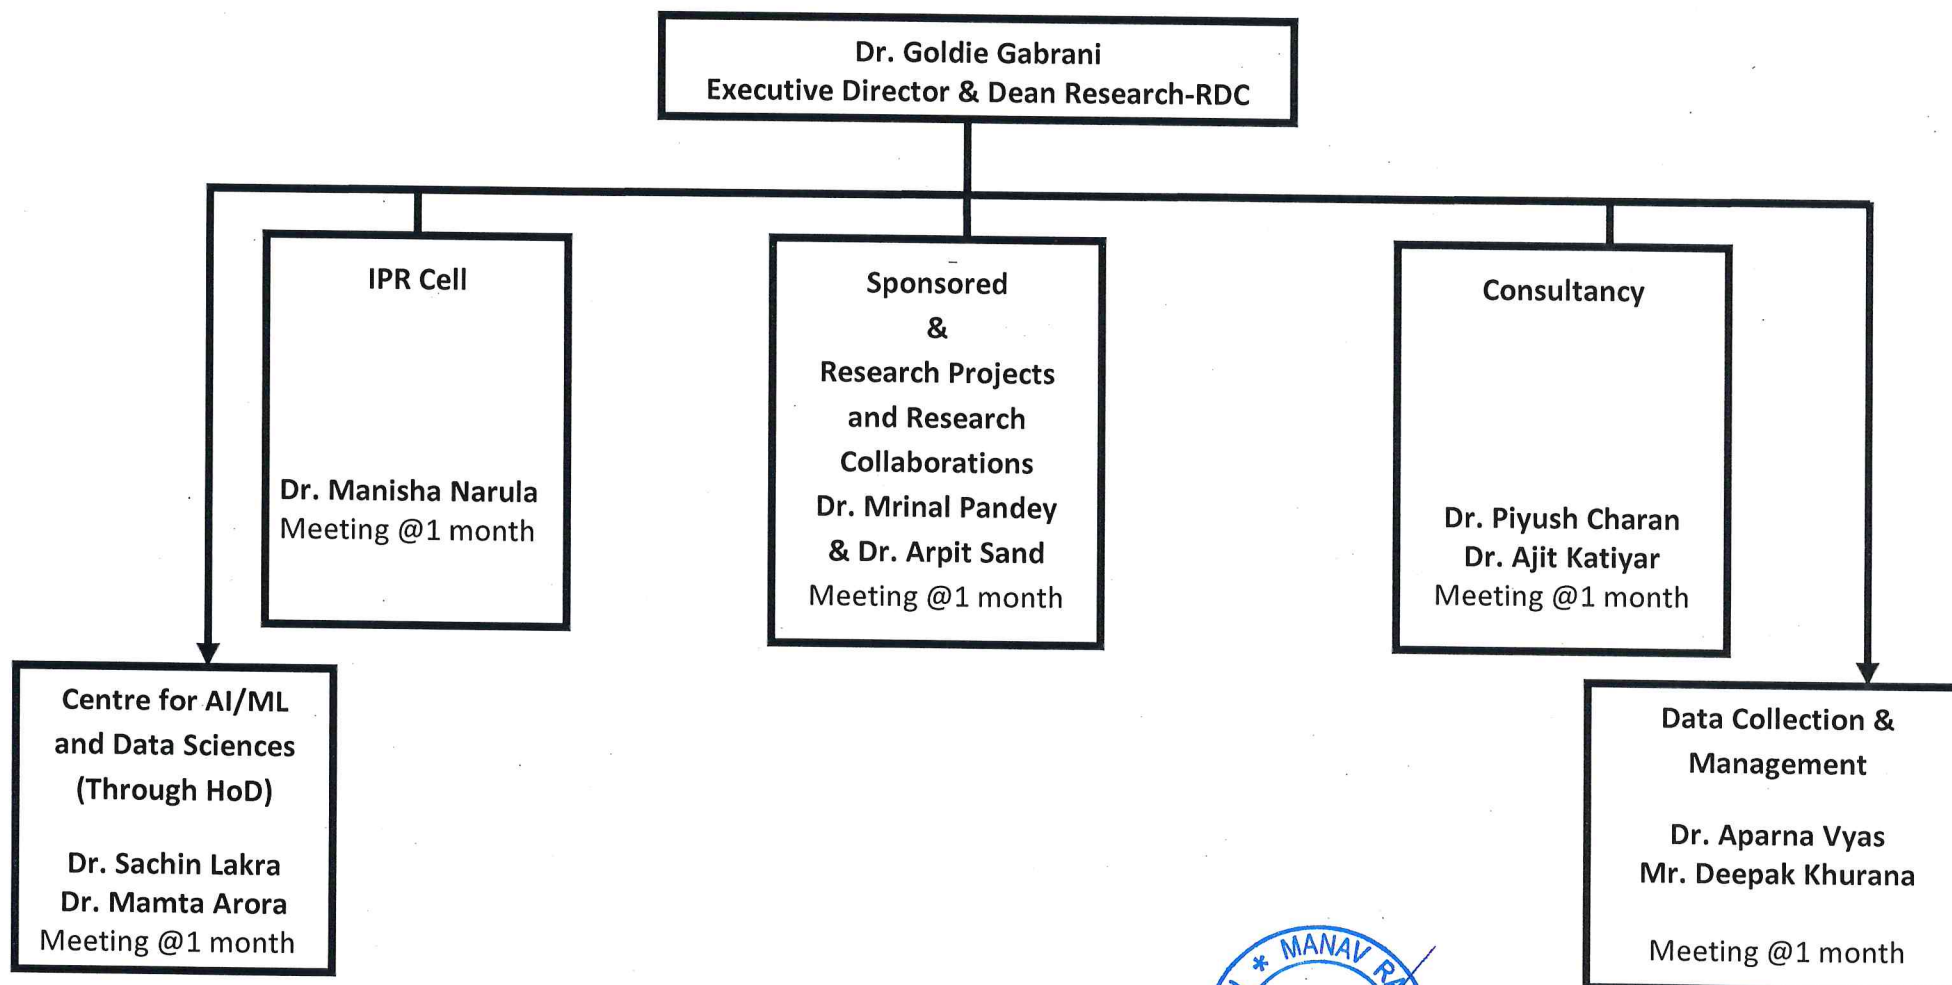 Dr. Goldie Gabrani
Executive Director & Dean Research-RDC
IPR Cell
Dr. Manisha Narula
Meeting @1 month
Sponsored
&
Research Projects
and Research
Collaborations
Dr. Mrinal Pandey
& Dr. Arpit Sand
Meeting @1 month
Consultancy
Dr. Piyush Charan
Dr. Ajit Katiyar
Meeting @1 month
Centre for AI/ML
and Data Sciences
(Through HoD)
Dr. Sachin Lakra
Dr. Mamta Arora
Meeting @1 month
Data Collection &
Management
Dr. Aparna Vyas
Mr. Deepak Khurana
Meeting @1 month
* MANAV